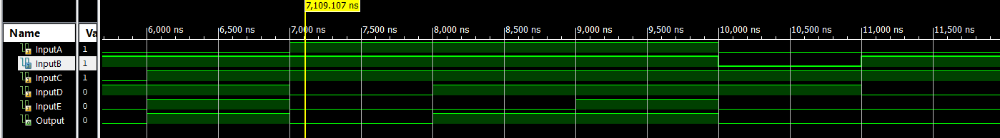 7,109.107 ns
Name Va 6,000 ns 6,500 ns 7,000 ns 7,500 ns 8,000 ns 8,500 ns 9,000 ns 9,500 ns 10,000 ns 10,500 ns 11,000 ns 11,500 ns
InputA 1
InputB 1
InputC 1
InputD 0
InputE 0
Output 0